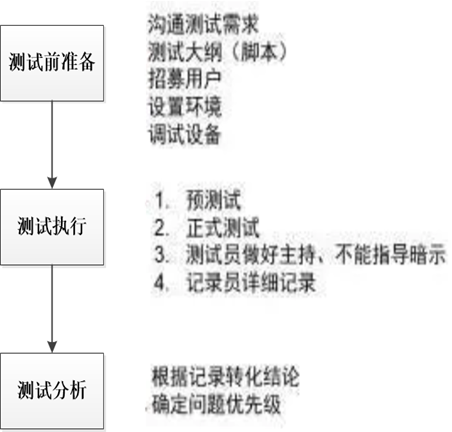 测试前准备
沟通测试需求
测试大纲（脚本）
招募用户
设置环境
调试设备
测试执行
1. 预测试
2. 正式测试
3. 测试员做好主持、不能指导暗示
4. 记录员详细记录
测试分析
根据记录转化结论
确定问题优先级